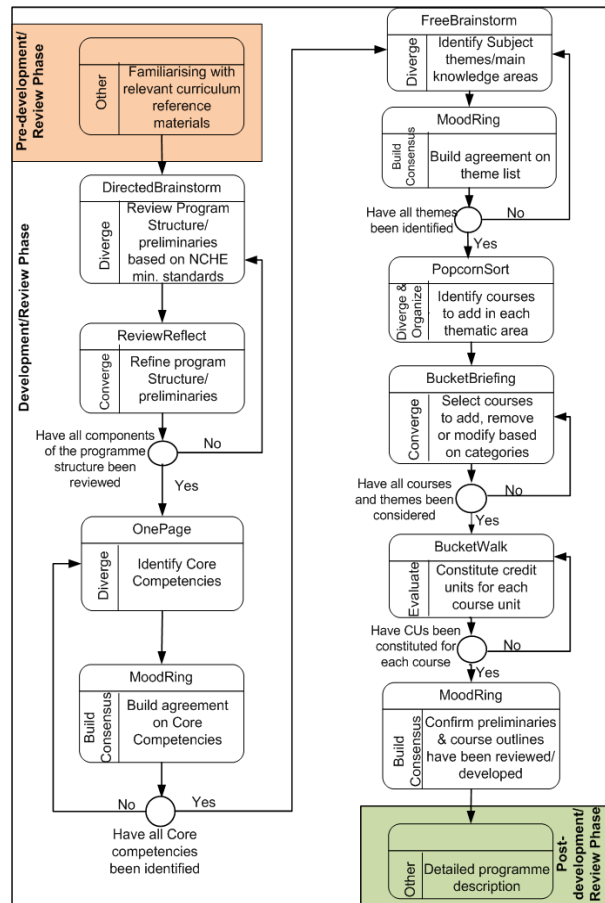 Pre-development/
Review Phase
Other
Familiarising with
relevant curriculum
reference
materials
Development/Review Phase
DirectedBrainstorm
Diverge
Review Program
Structure/
preliminaries
based on NCHE
min. standards
ReviewReflect
Converge
Refine program
Structure/
preliminaries
Have all components
of the programme
structure been
reviewed
No
Yes
OnePage
Diverge
Identify Core
Competencies
MoodRing
Build
Consensus
Build agreement
on Core
Competencies
No
Yes
Have all Core
competencies
been identified
FreeBrainstorm
Diverge
Identify Subject
themes/main
knowledge areas
MoodRing
Build
Consensus
Build agreement on
theme list
Have all themes
been identified
No
Yes
PopcornSort
Diverge &
Organize
Identify courses
to add in each
thematic area
BucketBriefing
Converge
Select courses
to add, remove
or modify based
on categories
Have all courses
and themes been
considered
No
Yes
BucketWalk
Evaluate
Constitute credit
units for each
course unit
Have CUs been
constituted for
each course
No
Yes
MoodRing
Build
Consensus
Confirm preliminaries
& course outlines
have been reviewed/
developed
Other
Detailed programme
description
Post-
development/
Review Phase